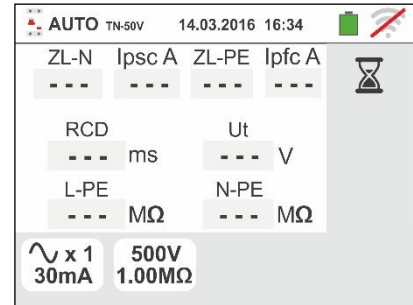 AUTO TN-50V 14.03.2016 16:34
ZL-N Ipsc A ZL-PE Ipfc A
--- --- --- ---
RCD Ut
--- ms --- V
L-PE N-PE
--- MΩ --- MΩ
x 1 500V
30mA 1.00MΩ